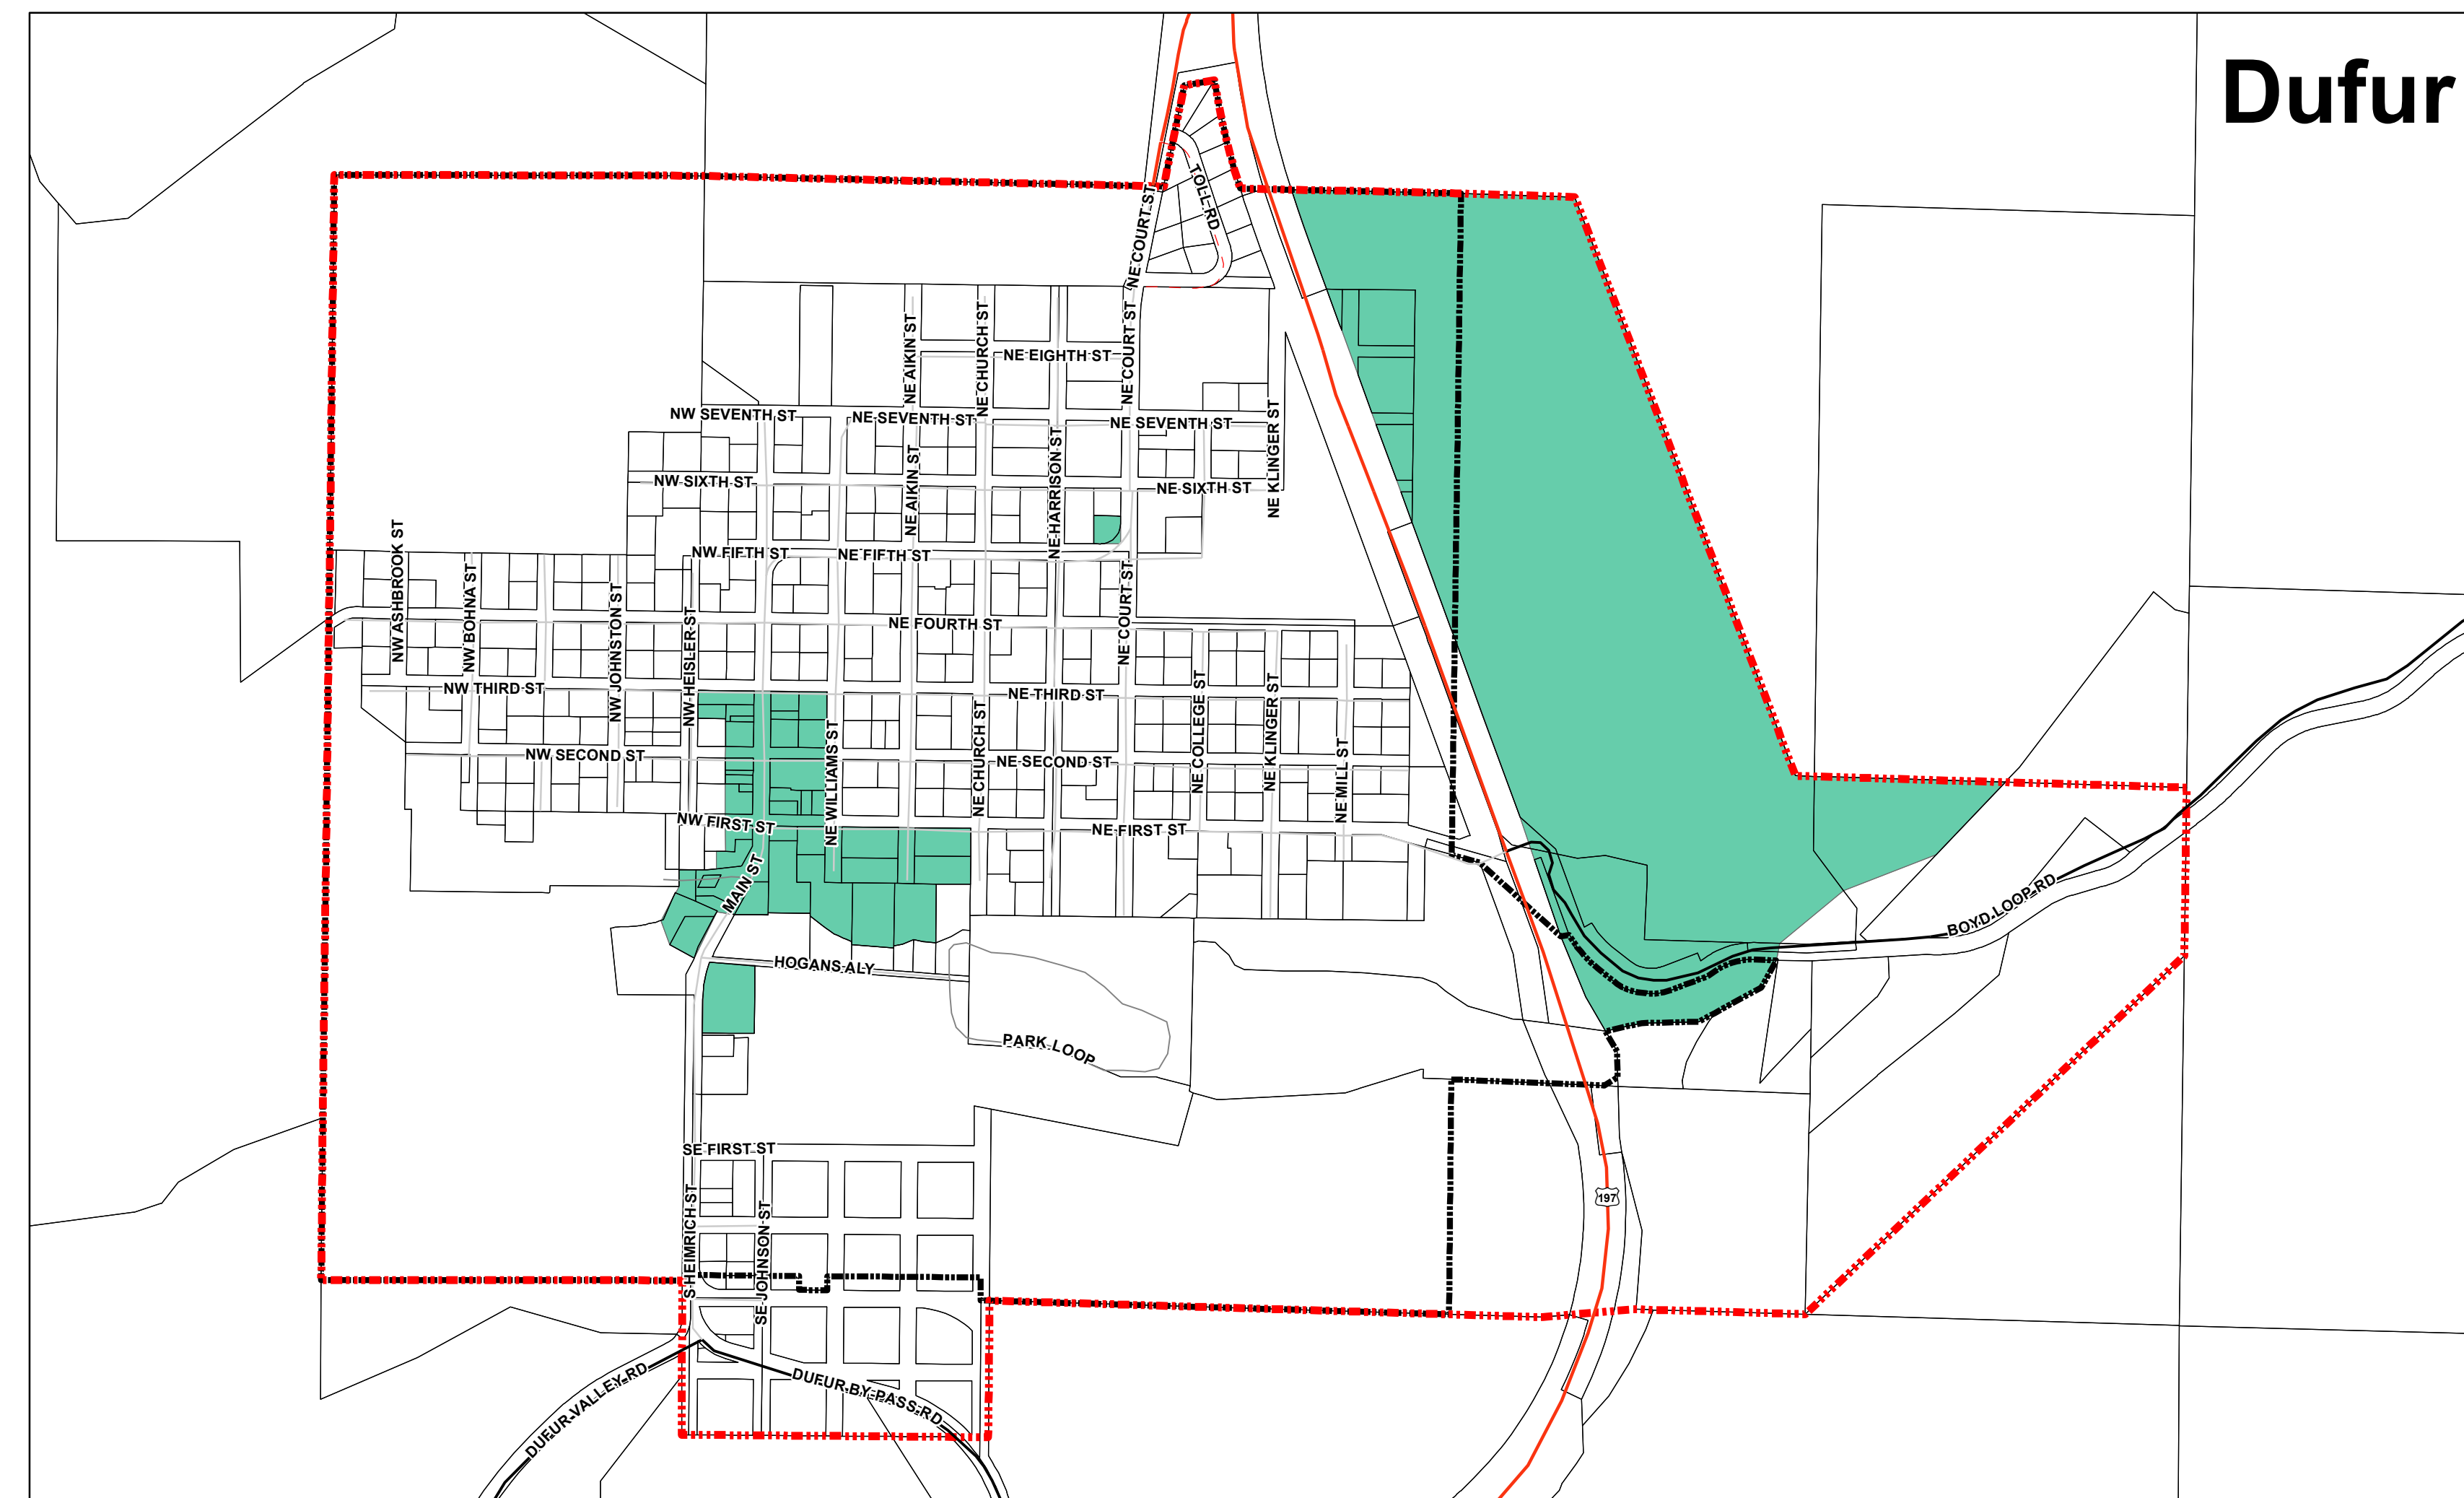 Dufur
TOLL RD
NE COURT ST
NE AIKIN ST
NE CHURCH ST
NE COURT ST
NE EIGHTH ST
NW SEVENTH ST
NE SEVENTH ST
NE SEVENTH ST
NE KLINGER ST
NE HARRISON ST
NE AIKIN ST
NW SIXTH ST
NE SIXTH ST
NW ASHBROOK ST
NW BOHNA ST
NW JOHNSTON ST
NW HEISLER ST
NW FIFTH ST
NE FIFTH ST
NE COURT ST
NE FOURTH ST
NW THIRD ST
NE THIRD ST
NE COLLEGE ST
NE KLINGER ST
NE CHURCH ST
NE WILLIAMS ST
NE MILL ST
NW SECOND ST
NE SECOND ST
NW FIRST ST
NE FIRST ST
MAIN ST
BOYD LOOP RD
HOGANS ALY
PARK LOOP
SE FIRST ST
197
S HEIMRICH ST
SE JOHNSON ST
DUFUR VALLEY RD
DUFUR BY-PASS RD